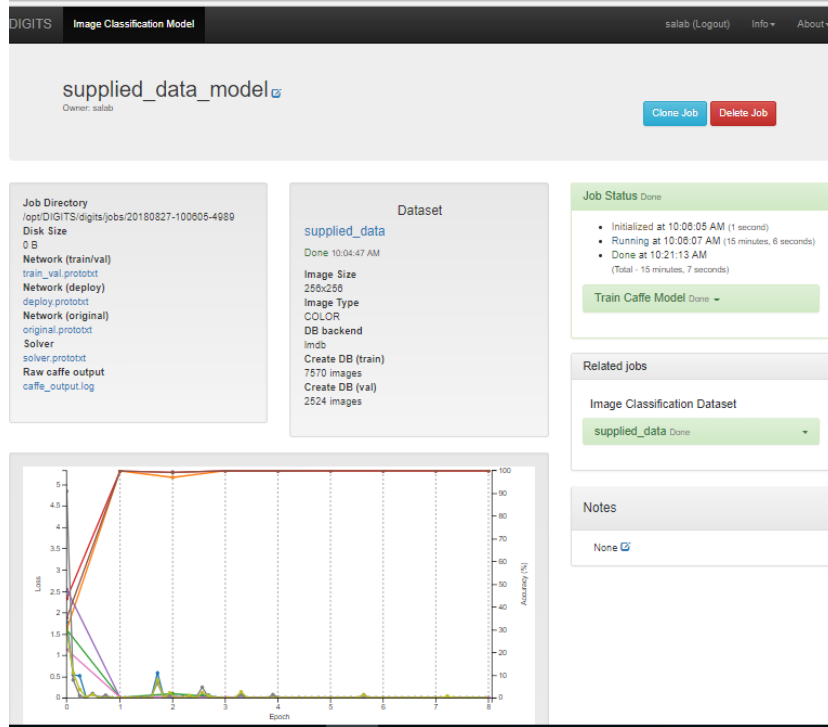 DIGITS Image Classification Model salab (Logout) Info About
supplied_data_model
Owner: salab
Clone Job Delete Job
Job Directory
/opt/DIGITS/digits/jobs/20180827-100605-4989
Disk Size
0 B
Network (train/val)
train_val.prototxt
Network (deploy)
deploy.prototxt
Network (original)
original.prototxt
Solver
solver.prototxt
Raw caffe output
caffe_output.log
Dataset
supplied_data
Done 10:04:47 AM
Image Size
256x256
Image Type
COLOR
DB backend
lmdb
Create DB (train)
7570 images
Create DB (val)
2524 images
Job Status Done
Initialized at 10:06:05 AM (1 second)
Running at 10:06:07 AM (15 minutes, 6 seconds)
Done at 10:21:13 AM
(Total - 15 minutes, 7 seconds)
Train Caffe Model Done
Related jobs
Image Classification Dataset
supplied_data Done
Notes
None
5
4.5
4
3.5
3
2.5
2
1.5
1
0.5
0
Loss
100
90
80
70
60
50
40
30
20
10
0
Accuracy (%)
0 1 2 3 4 5 6 7 8
Epoch